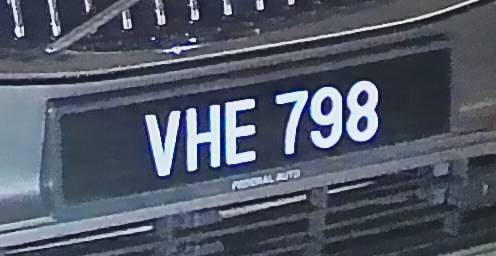 VHE 798
FEDERAL AUTO